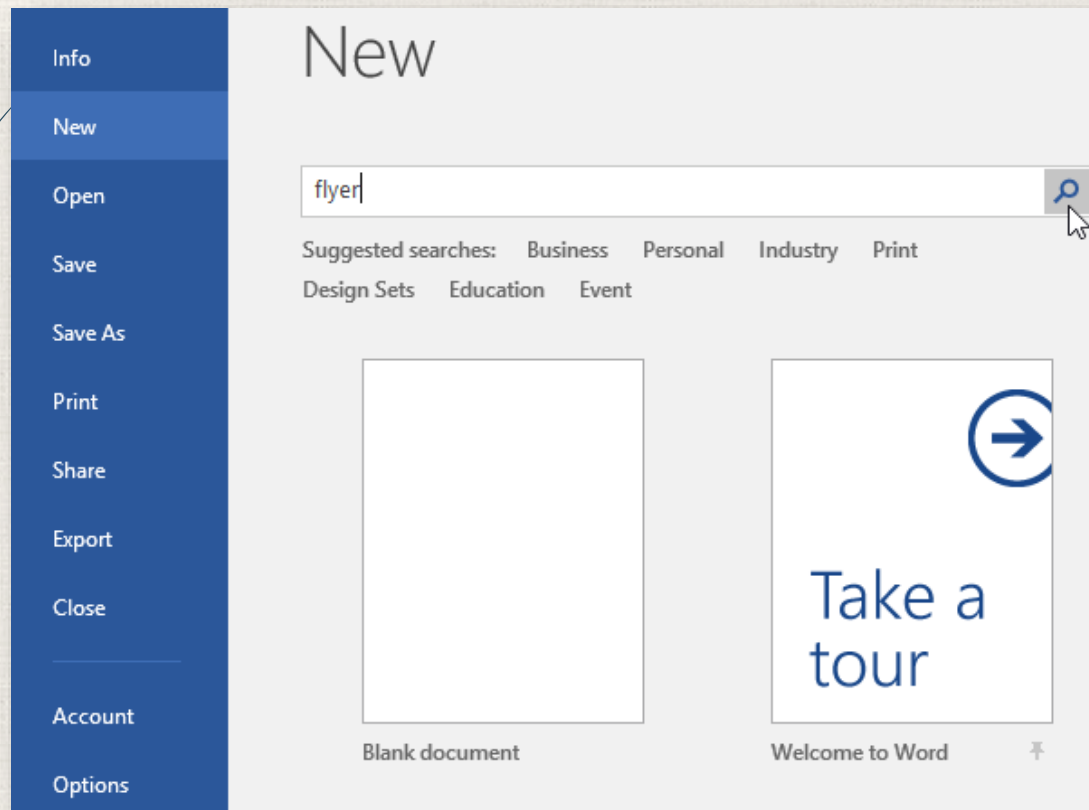 Info
New
Open
Save
Save As
Print
Share
Export
Close
Account
Options
New
flyer
Suggested searches: Business Personal Industry Print
Design Sets Education Event
Take a
tour
Blank document
Welcome to Word